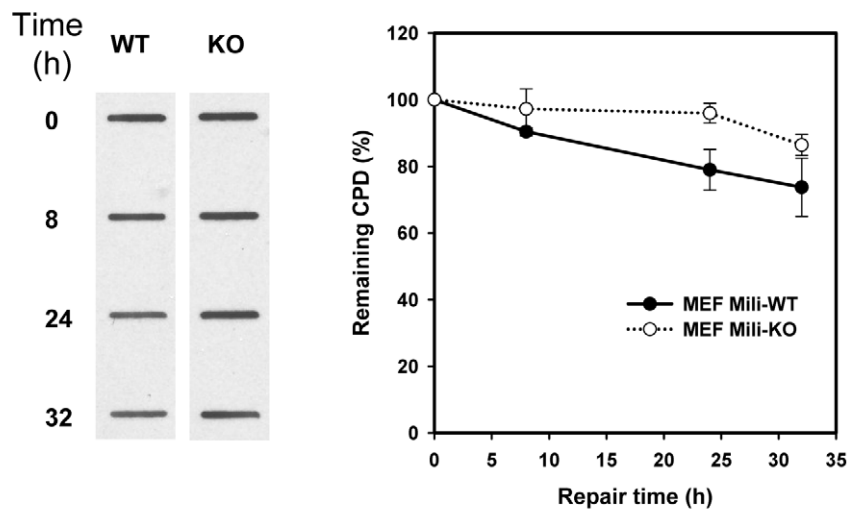 Time
(h)
WT
KO
0
8
24
32
120
100
80
60
40
20
0
Remaining CPD (%)
MEF Mili-WT
MEF Mili-KO
0
5
10
15
20
25
30
35
Repair time (h)